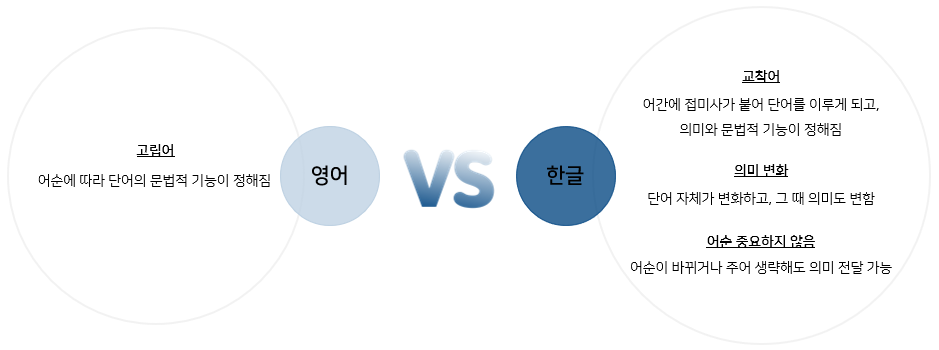 고립어
어순에 따라 단어의 문법적 기능이 정해짐
영어
VS
한글
교착어
어간에 접미사가 붙어 단어를 이루게 되고,
의미와 문법적 기능이 정해짐
의미 변화
단어 자체가 변화하고, 그 때 의미도 변함
어순 중요하지 않음
어순이 바뀌거나 주어 생략해도 의미 전달 가능